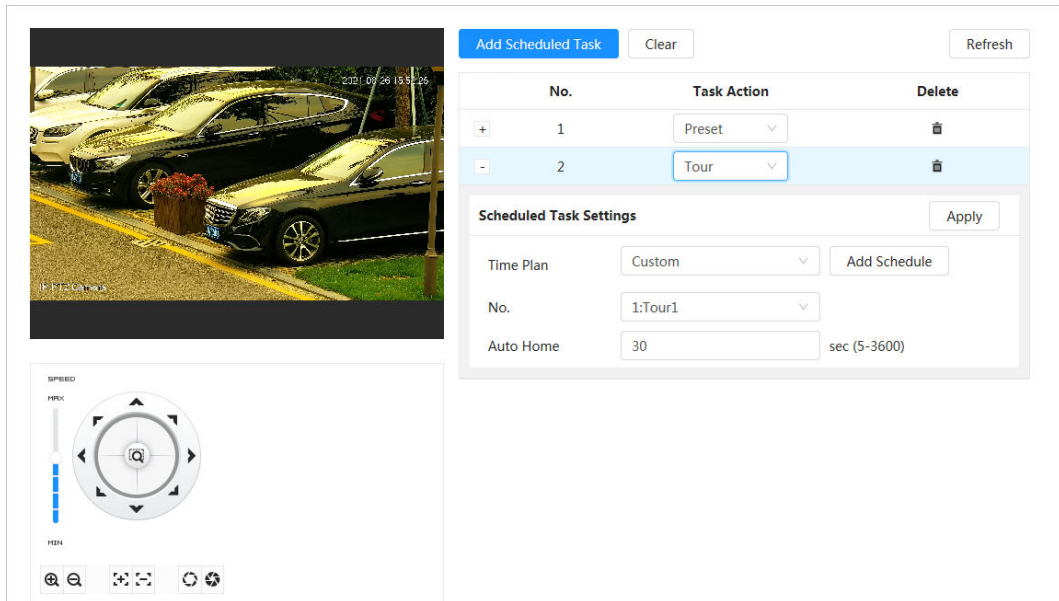 Add Scheduled Task Clear Refresh
2021-08-26 15:52:25
No. Task Action Delete
+ 1 Preset
- 2 Tour
Scheduled Task Settings Apply
Time Plan Custom Add Schedule
IP PTZ Camera
No. 1:Tour1
Auto Home 30 sec (5-3600)
SPEED
MAX
MIN